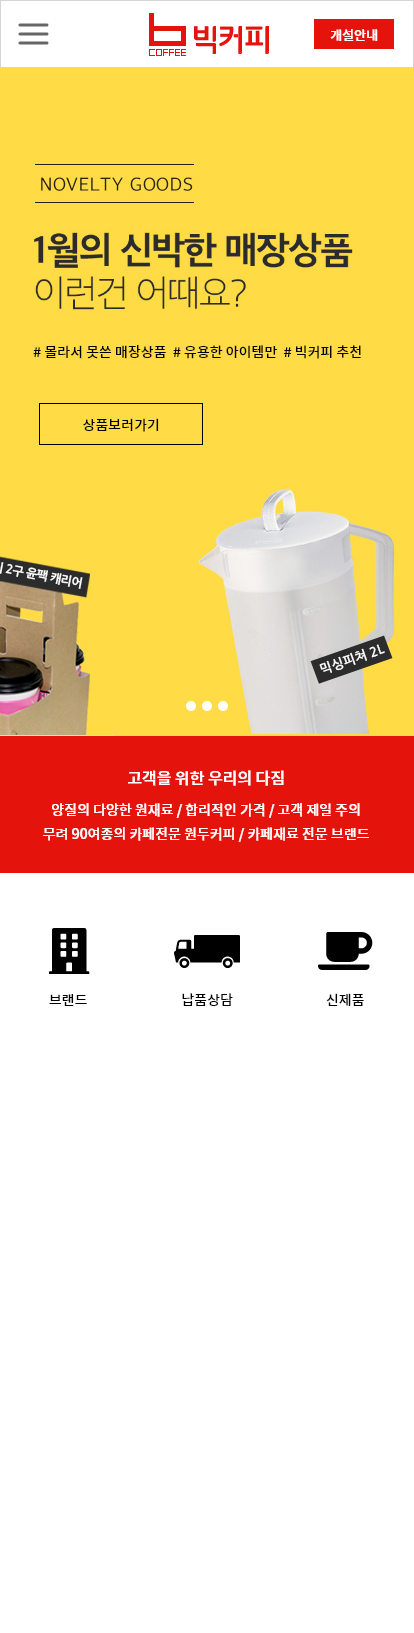 COFFEE 빅커피
개설안내
NOVELTY GOODS
1월의 신박한 매장상품
이런건 어때요?
# 몰라서 못쓴 매장상품 # 유용한 아이템만 # 빅커피 추천
상품보러가기
2구 윤팩 캐리어
믹싱피쳐 2L
고객을 위한 우리의 다짐
양질의 다양한 원재료 / 합리적인 가격 / 고객 제일 주의
무려 90여종의 카페전문 원두커피 / 카페재료 전문 브랜드
브랜드
납품상담
신제품